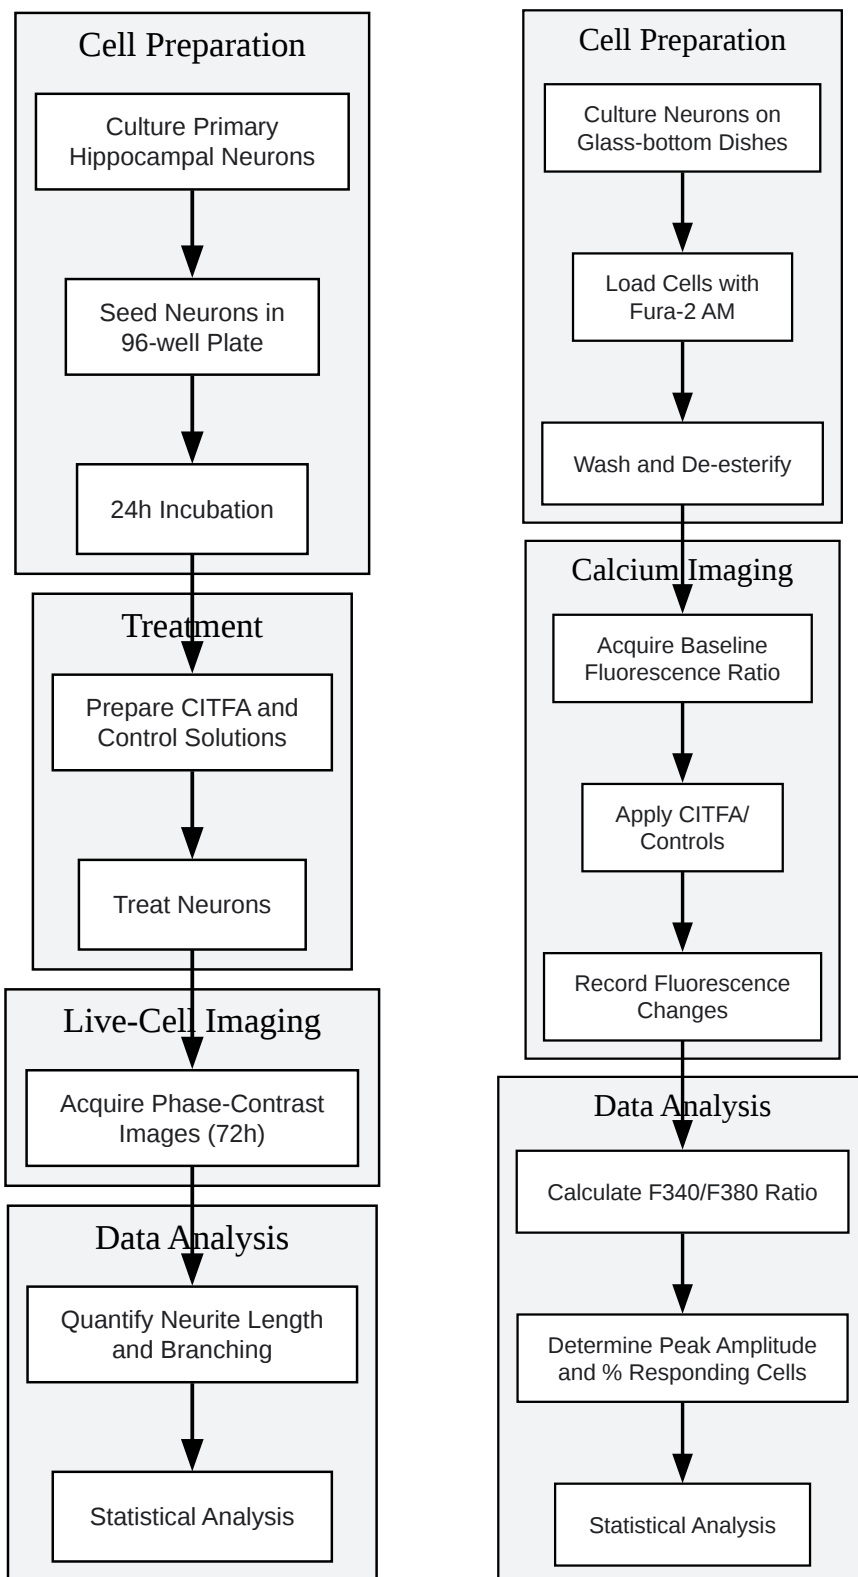 Cell Preparation
Culture Primary
Hippocampal Neurons
Seed Neurons in
96-well Plate
24h Incubation
Treatment
Prepare CITFA and
Control Solutions
Treat Neurons
Live-Cell Imaging
Acquire Phase-Contrast
Images (72h)
Data Analysis
Quantify Neurite Length
and Branching
Statistical Analysis
Cell Preparation
Culture Neurons on
Glass-bottom Dishes
Load Cells with
Fura-2 AM
Wash and De-esterify
Calcium Imaging
Acquire Baseline
Fluorescence Ratio
Apply CITFA/
Controls
Record Fluorescence
Changes
Data Analysis
Calculate F340/F380 Ratio
Determine Peak Amplitude
and % Responding Cells
Statistical Analysis